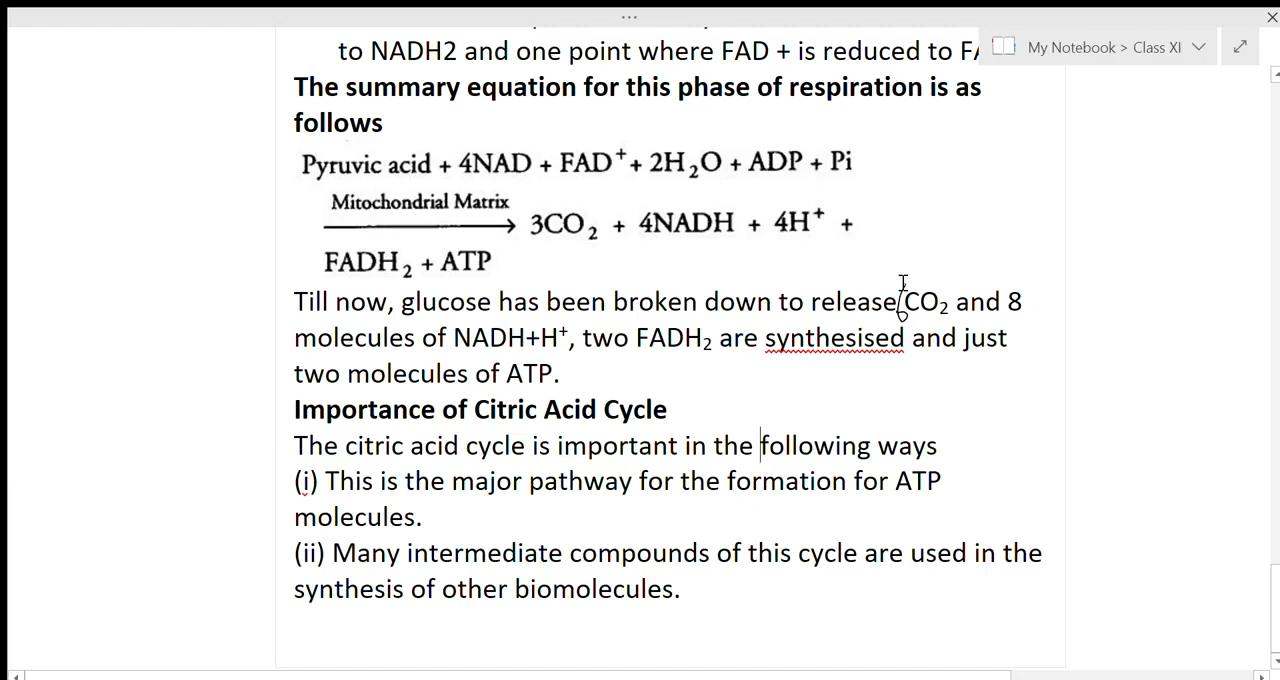 to NADH2 and one point where FAD + is reduced to
My Notebook > Class XI
The summary equation for this phase of respiration is as
follows
Pyruvic acid + 4NAD + FAD⁺ + 2H₂O + ADP + Pi
Mitochondrial Matrix
3CO₂ + 4NADH + 4H⁺ +
FADH₂ + ATP
Till now, glucose has been broken down to release CO₂ and 8
molecules of NADH+H⁺, two FADH₂ are synthesised and just
two molecules of ATP.
Importance of Citric Acid Cycle
The citric acid cycle is important in the following ways
(i) This is the major pathway for the formation for ATP
molecules.
(ii) Many intermediate compounds of this cycle are used in the
synthesis of other biomolecules.